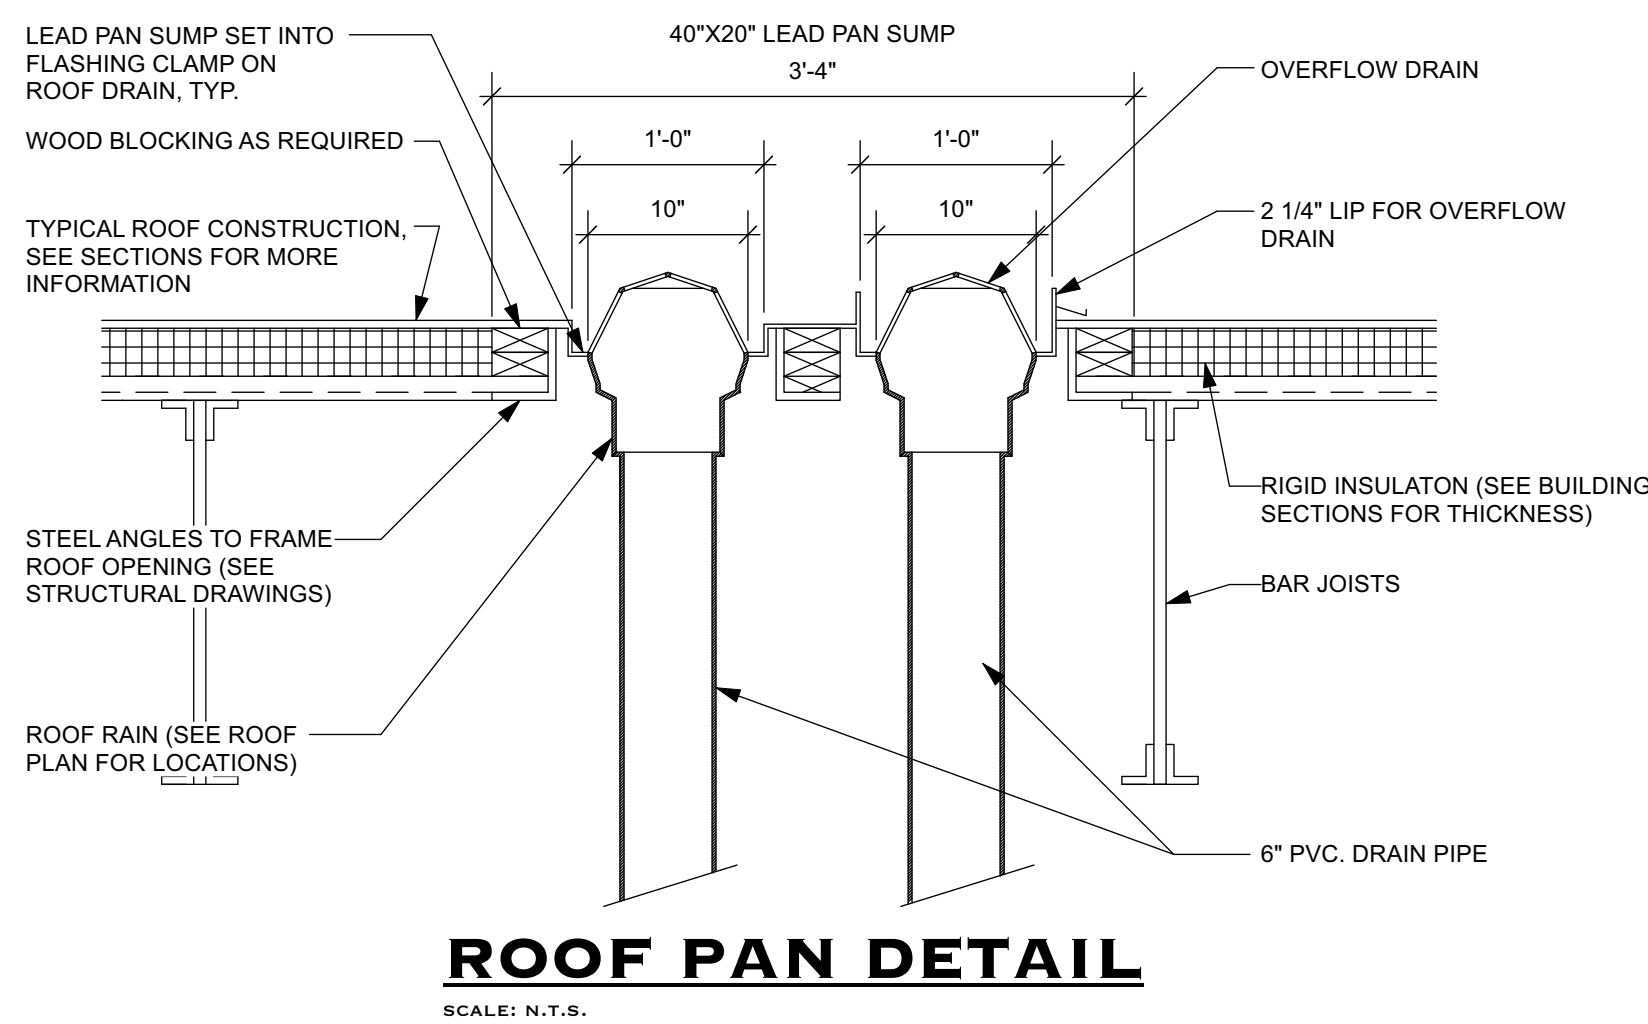 LEAD PAN SUMP SET INTO
FLASHING CLAMP ON
ROOF DRAIN, TYP.
WOOD BLOCKING AS REQUIRED
TYPICAL ROOF CONSTRUCTION,
SEE SECTIONS FOR MORE
INFORMATION
STEEL ANGLES TO FRAME
ROOF OPENING (SEE
STRUCTURAL DRAWINGS)
ROOF RAIN (SEE ROOF
PLAN FOR LOCATIONS)
40"X20" LEAD PAN SUMP
3'-4"
1'-0"
1'-0"
10"
10"
OVERFLOW DRAIN
2 1/4" LIP FOR OVERFLOW
DRAIN
RIGID INSULATON (SEE BUILDING
SECTIONS FOR THICKNESS)
BAR JOISTS
6" PVC. DRAIN PIPE
ROOF PAN DETAIL
SCALE: N.T.S.